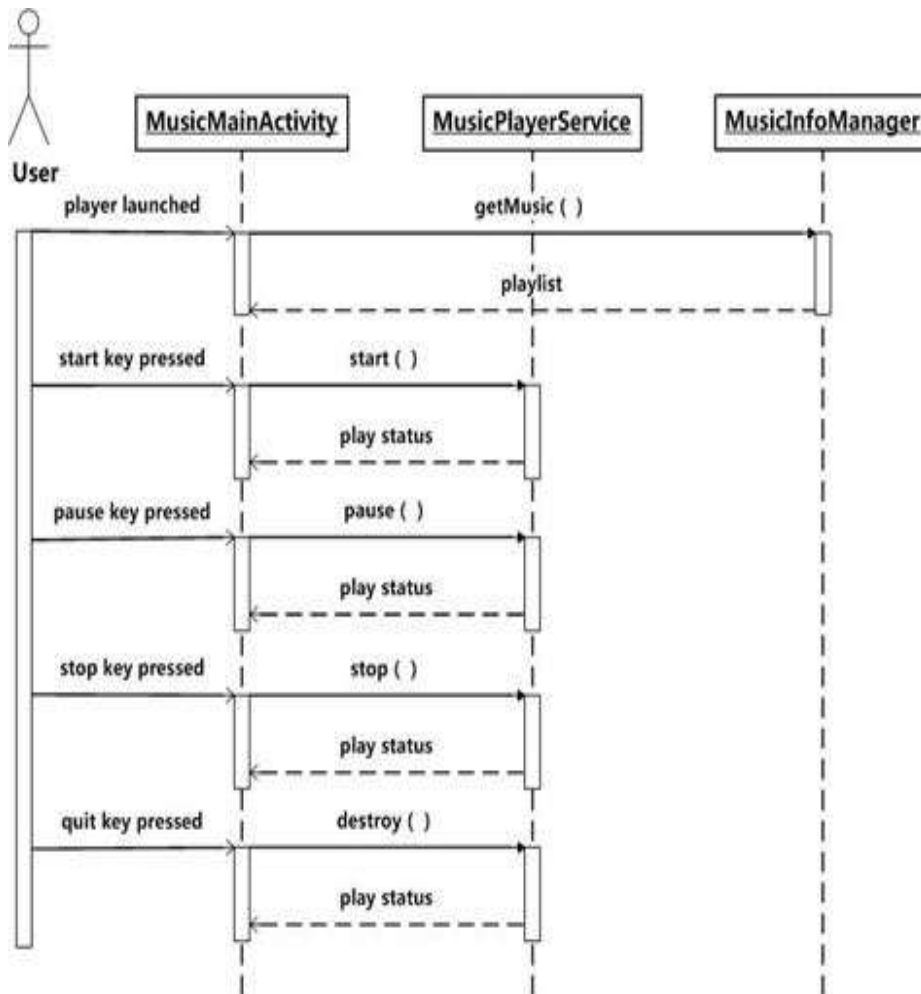 MusicMainActivity
MusicPlayerService
MusicInfoManager
User
player launched
getMusic ( )
playlist
start key pressed
start ( )
play status
pause key pressed
pause ( )
play status
stop key pressed
stop ( )
play status
quit key pressed
destroy ( )
play status